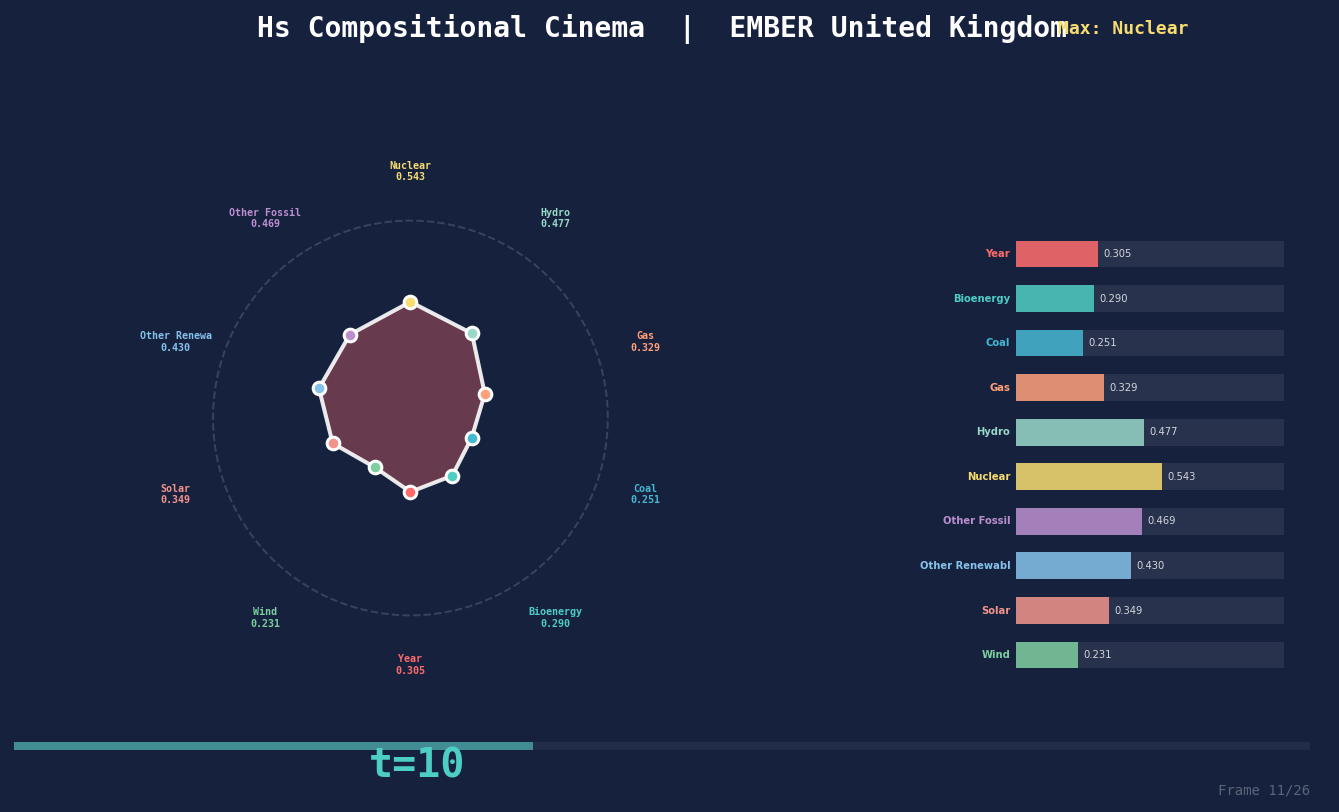 Hs Compositional Cinema | EMBER United Kingdom
Max: Nuclear
Nuclear
0.543
Other Fossil
0.469
Hydro
0.477
Other Renewa
0.430
Gas
0.329
Solar
0.349
Coal
0.251
Wind
0.231
Bioenergy
0.290
Year
0.305
Year 0.305
Bioenergy 0.290
Coal 0.251
Gas 0.329
Hydro 0.477
Nuclear 0.543
Other Fossil 0.469
Other Renewabl 0.430
Solar 0.349
Wind 0.231
t=10
Frame 11/26